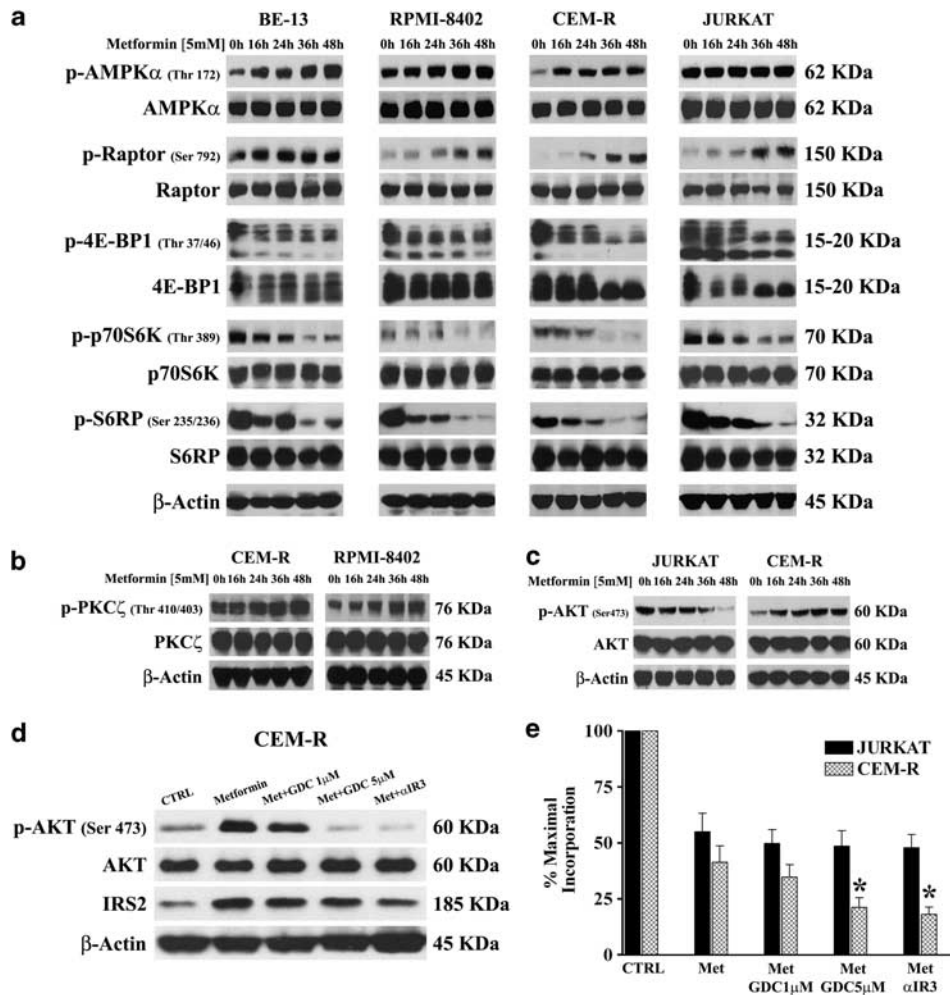 a
BE-13 RPMI-8402 CEM-R JURKAT
Metformin [5mM] 0h 16h 24h 36h 48h 0h 16h 24h 36h 48h 0h 16h 24h 36h 48h 0h 16h 24h 36h 48h
p-AMPKα (Thr 172) 62 KDa
AMPKα 62 KDa
p-Raptor (Ser 792) 150 KDa
Raptor 150 KDa
p-4E-BP1 (Thr 37/46) 15-20 KDa
4E-BP1 15-20 KDa
p-p70S6K (Thr 389) 70 KDa
p70S6K 70 KDa
p-S6RP (Ser 235/236) 32 KDa
S6RP 32 KDa
β-Actin 45 KDa
b
CEM-R RPMI-8402
Metformin [5mM] 0h 16h 24h 36h 48h 0h 16h 24h 36h 48h
p-PKCζ (Thr 410/403) 76 KDa
PKCζ 76 KDa
β-Actin 45 KDa
c
JURKAT CEM-R
Metformin [5mM] 0h 16h 24h 36h 48h 0h 16h 24h 36h 48h
p-AKT (Ser473) 60 KDa
AKT 60 KDa
β-Actin 45 KDa
d
CEM-R
CTRL Metformin Met+GDC 1μM Met+GDC 5μM Met+αIR3
p-AKT (Ser 473) 60 KDa
AKT 60 KDa
IRS2 185 KDa
β-Actin 45 KDa
e
% Maximal
Incorporation
100
75
50
25
0
JURKAT
CEM-R
* *
CTRL Met Met Met Met
GDC1μM GDC5μM αIR3